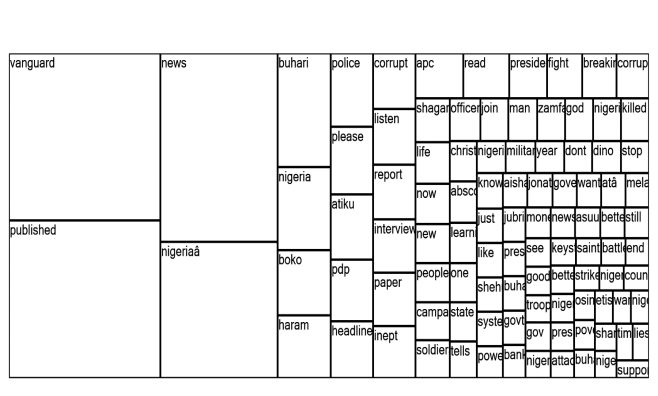 vanguard
published
news
nigeriaâ
buhari
nigeria
boko
haram
police
please
atiku
pdp
headline
corrupt
listen
report
interview
paper
inept
apc
read
preside
fight
breakin
corrup
shagar
officer
join
man
zamfa
god
nigeri
killed
life
christ
nigeri
militar
year
dont
dino
stop
now
absco
know
aisha
jonat
gove
want
atâ
mela
new
learn
just
jubri
mone
news
asuu
bette
still
people
one
like
pres
see
keys
saint
battle
end
campa
state
sheh
buha
good
bette
strike
niger
coun
soldier
tells
syste
govt
troop
nige
osin
etis
war
nige
powe
bank
gov
pres
pov
shar
tim
lies
niger
attac
buh
nige
suppo